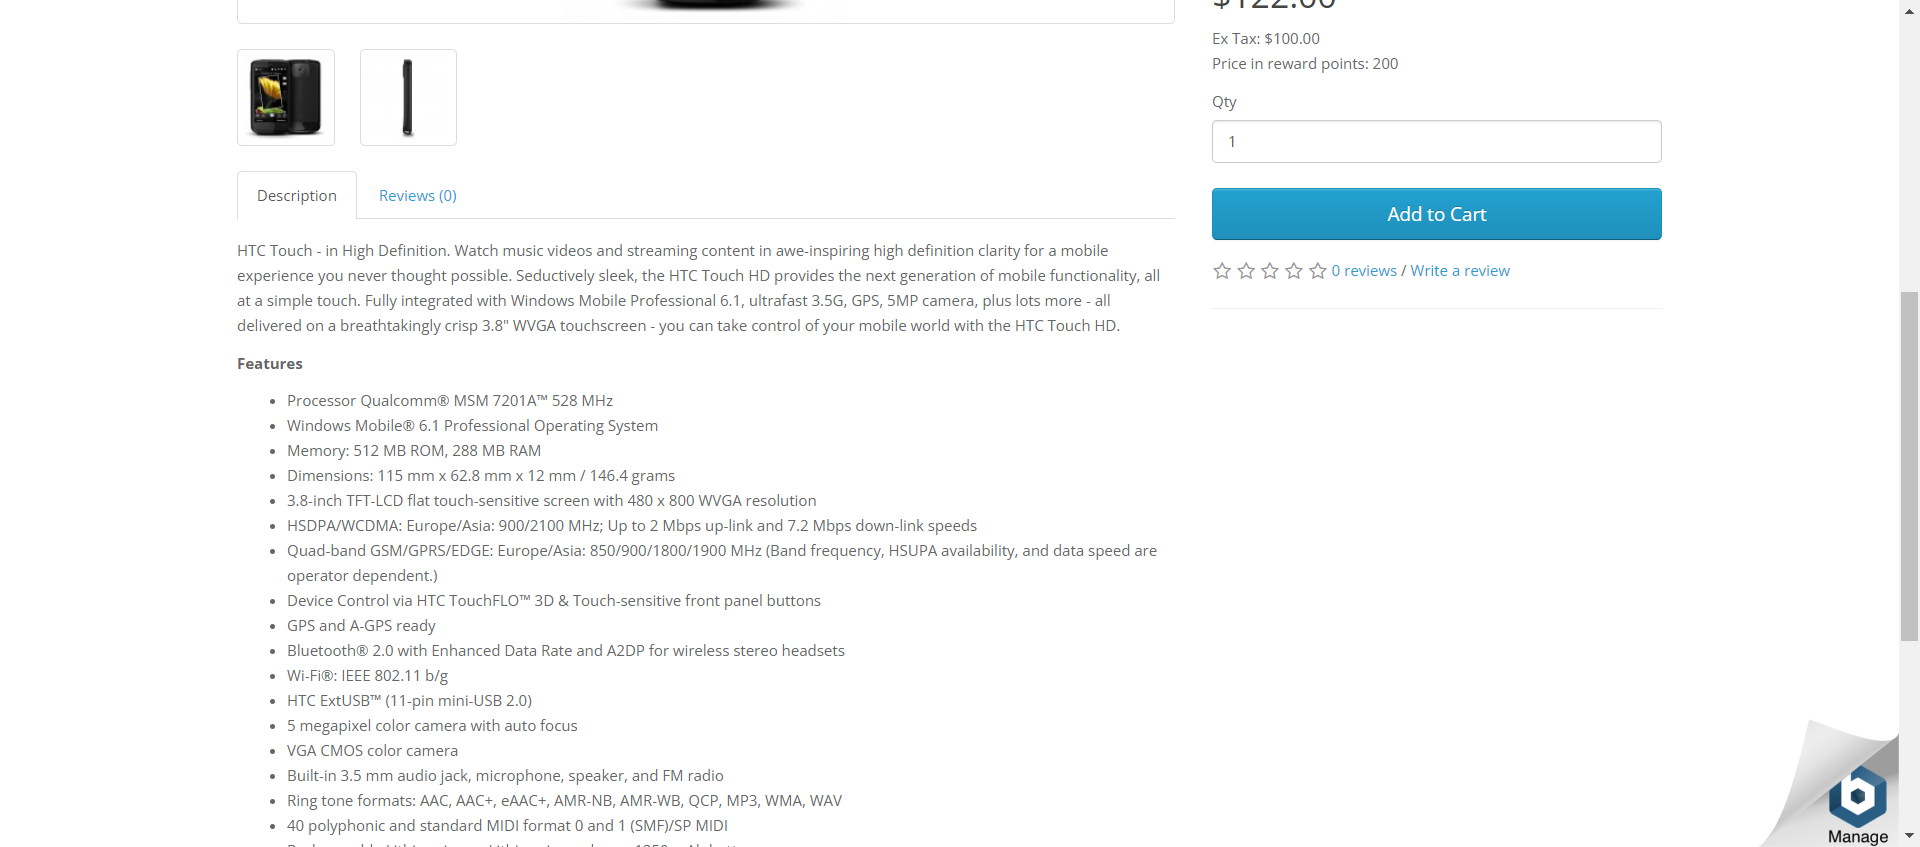 $122.00
Ex Tax: $100.00
Price in reward points: 200
Qty
1
Add to Cart
0 reviews / Write a review
Description
Reviews (0)
HTC Touch - in High Definition. Watch music videos and streaming content in awe-inspiring high definition clarity for a mobile
experience you never thought possible. Seductively sleek, the HTC Touch HD provides the next generation of mobile functionality, all
at a simple touch. Fully integrated with Windows Mobile Professional 6.1, ultrafast 3.5G, GPS, 5MP camera, plus lots more - all
delivered on a breathtakingly crisp 3.8" WVGA touchscreen - you can take control of your mobile world with the HTC Touch HD.
Features
• Processor Qualcomm® MSM 7201A™ 528 MHz
• Windows Mobile® 6.1 Professional Operating System
• Memory: 512 MB ROM, 288 MB RAM
• Dimensions: 115 mm x 62.8 mm x 12 mm / 146.4 grams
• 3.8-inch TFT-LCD flat touch-sensitive screen with 480 x 800 WVGA resolution
• HSDPA/WCDMA: Europe/Asia: 900/2100 MHz; Up to 2 Mbps up-link and 7.2 Mbps down-link speeds
• Quad-band GSM/GPRS/EDGE: Europe/Asia: 850/900/1800/1900 MHz (Band frequency, HSUPA availability, and data speed are
operator dependent.)
• Device Control via HTC TouchFLO™ 3D & Touch-sensitive front panel buttons
• GPS and A-GPS ready
• Bluetooth® 2.0 with Enhanced Data Rate and A2DP for wireless stereo headsets
• Wi-Fi®: IEEE 802.11 b/g
• HTC ExtUSB™ (11-pin mini-USB 2.0)
• 5 megapixel color camera with auto focus
• VGA CMOS color camera
• Built-in 3.5 mm audio jack, microphone, speaker, and FM radio
• Ring tone formats: AAC, AAC+, eAAC+, AMR-NB, AMR-WB, QCP, MP3, WMA, WAV
• 40 polyphonic and standard MIDI format 0 and 1 (SMF)/SP MIDI
Manage